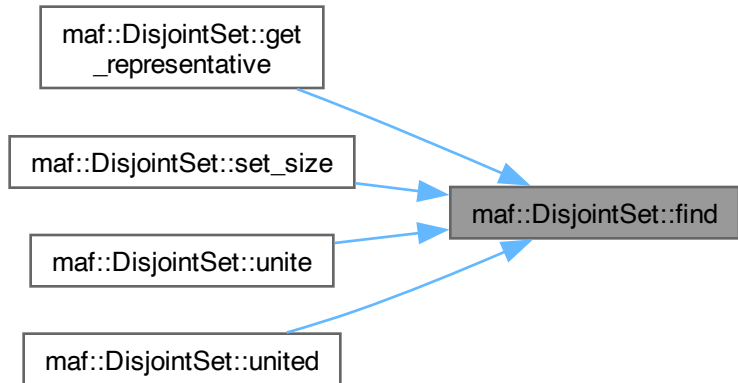 maf::DisjointSet::get
_representative
maf::DisjointSet::set_size
maf::DisjointSet::find
maf::DisjointSet::unite
maf::DisjointSet::united